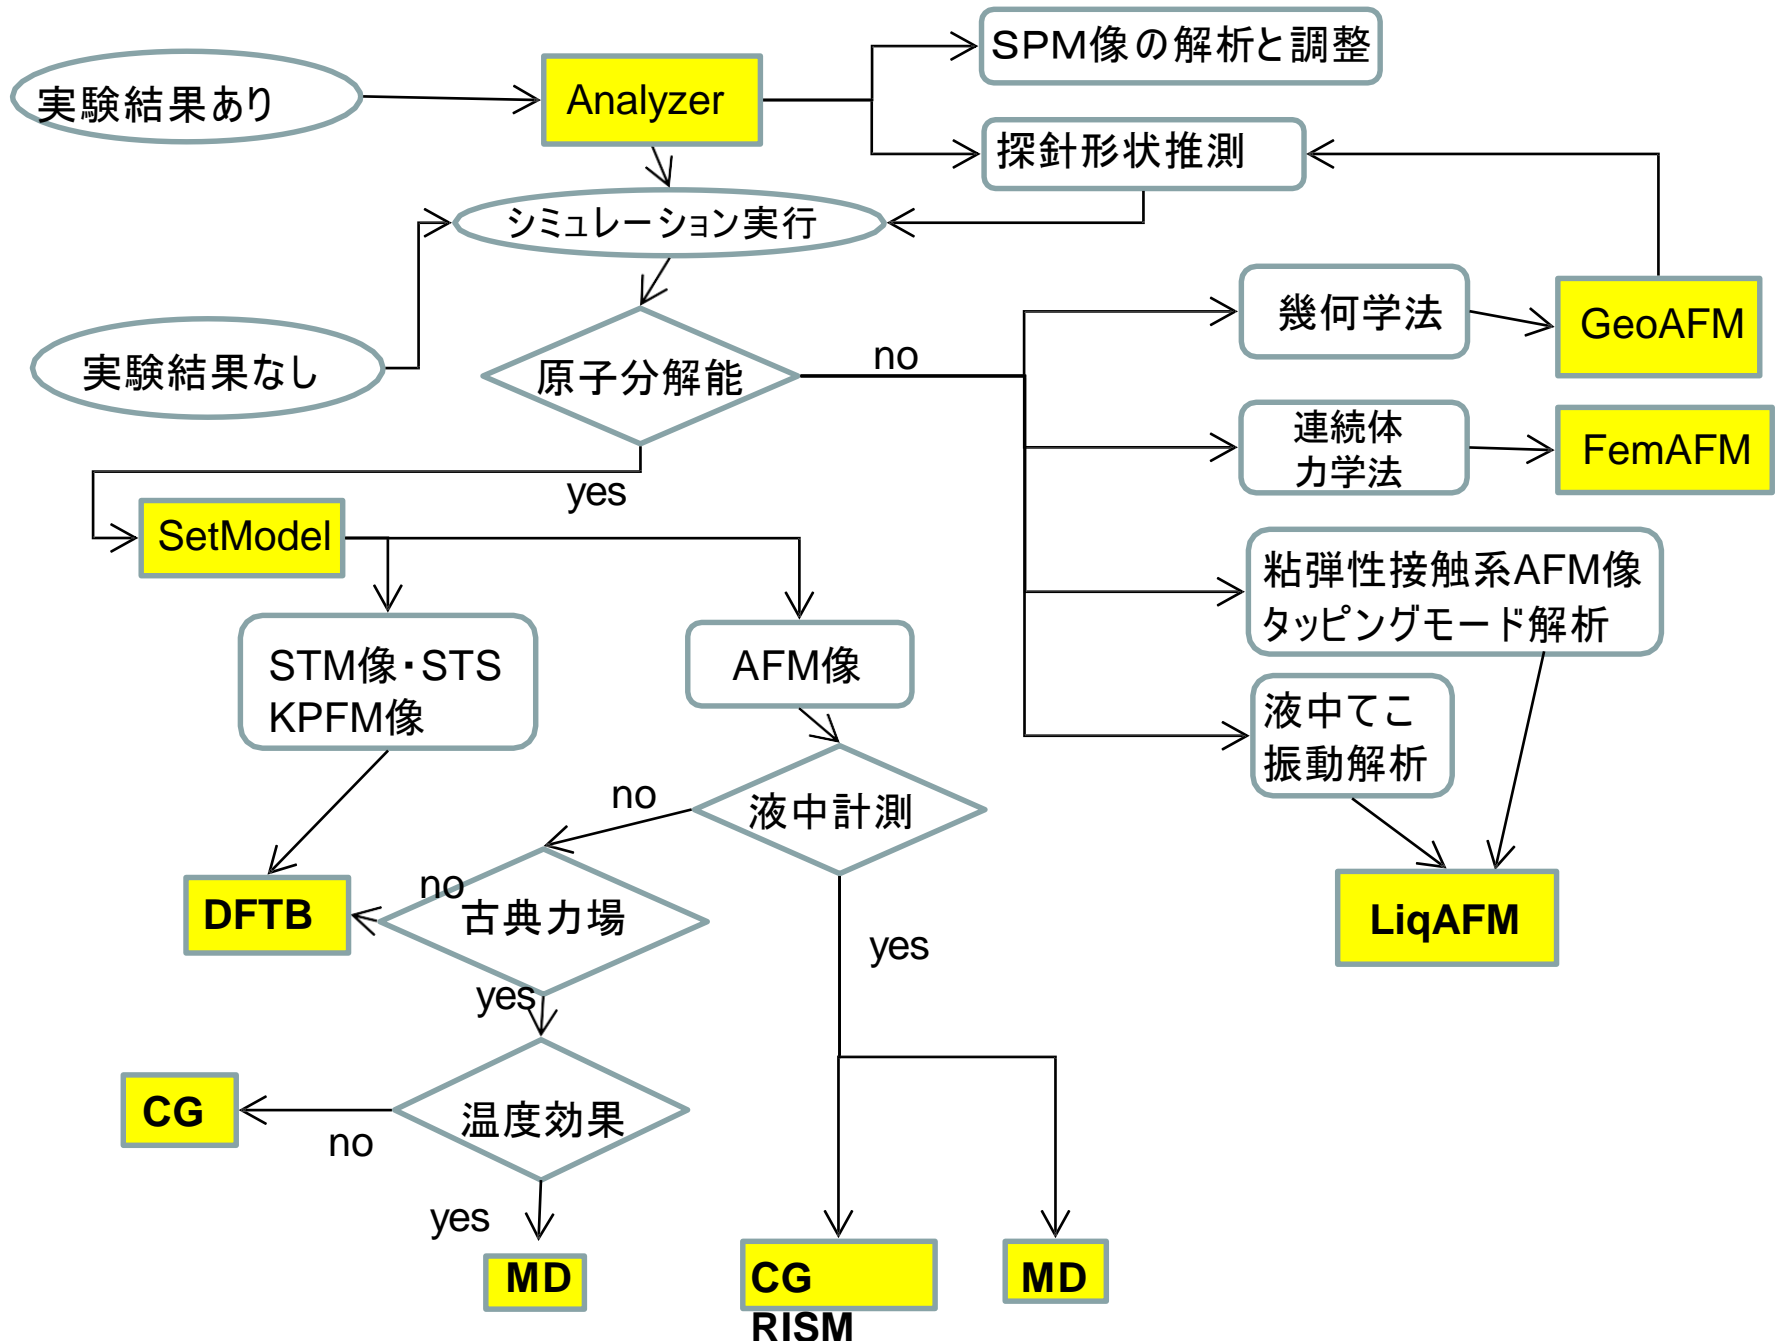 SPM像の解析と調整
実験結果あり
Analyzer
探針形状推測
シミュレーション実行
幾何学法
GeoAFM
実験結果なし
原子分解能
no
連続体
力学法
FemAFM
yes
SetModel
粘弾性接触系AFM像
タッピングモード解析
STM像・STS
KPFM像
AFM像
液中てこ
振動解析
no
液中計測
no
DFTB
古典力場
LiqAFM
yes
yes
CG
温度効果
no
yes
MD
CG
RISM
MD